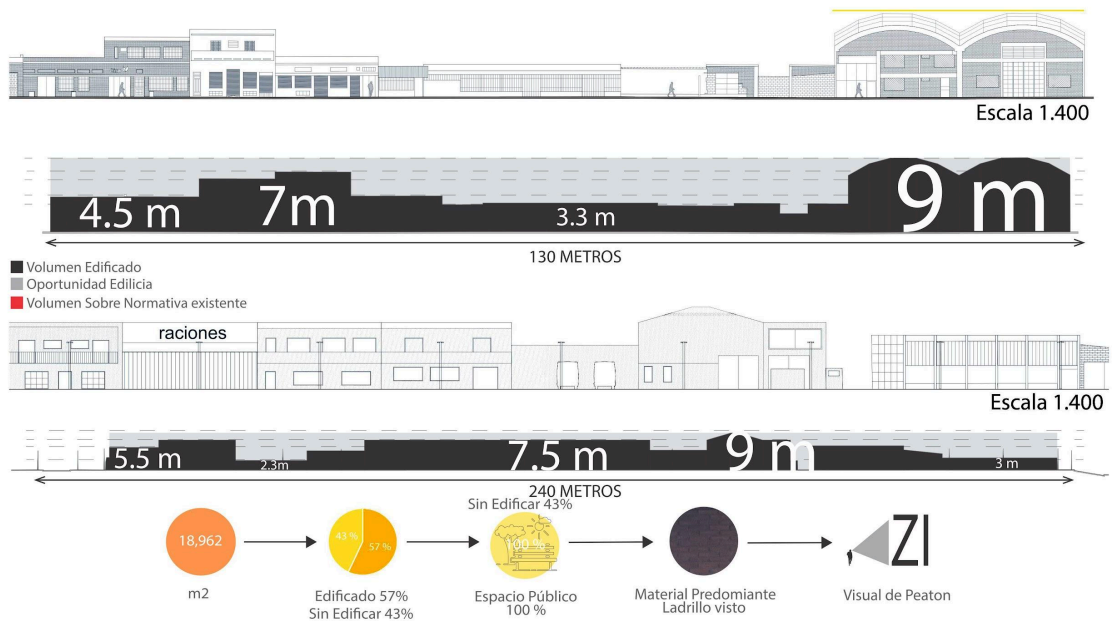 Escala 1.400
4.5 m
7m
3.3 m
9 m
130 METROS
Volumen Edificado
Oportunidad Edilicia
Volumen Sobre Normativa existente
raciones
Escala 1.400
5.5 m
2.3m
7.5 m
9 m
3 m
240 METROS
Sin Edificar 43%
18,962
43 %
57 %
100 %
ZI
m2
Edificado 57%
Sin Edificar 43%
Espacio Público
100 %
Material Predomiante
Ladrillo visto
Visual de Peaton